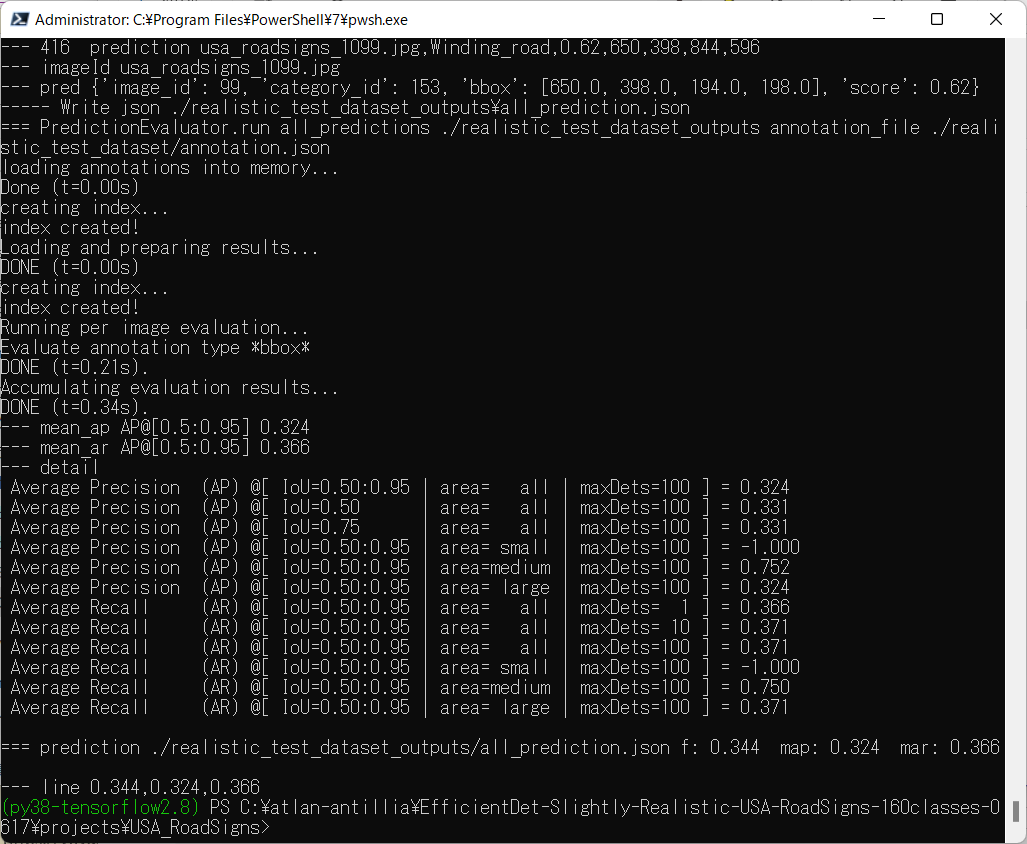 Administrator: C:¥Program Files¥PowerShell¥7¥pwsh.exe
--- 416  prediction usa_roadsigns_1099.jpg,Winding_road,0.62,650,398,844,596
--- imageId usa_roadsigns_1099.jpg
--- pred {'image_id': 99, 'category_id': 153, 'bbox': [650.0, 398.0, 194.0, 198.0], 'score': 0.62}
----- Write json ./realistic_test_dataset_outputs¥all_prediction.json
=== PredictionEvaluator.run all_predictions ./realistic_test_dataset_outputs annotation_file ./reali
stic_test_dataset/annotation.json
loading annotations into memory...
Done (t=0.00s)
creating index...
index created!
Loading and preparing results...
DONE (t=0.00s)
creating index...
index created!
Running per image evaluation...
Evaluate annotation type *bbox*
DONE (t=0.21s).
Accumulating evaluation results...
DONE (t=0.34s).
--- mean_ap AP@[0.5:0.95] 0.324
--- mean_ar AP@[0.5:0.95] 0.366
--- detail
 Average Precision  (AP) @[ IoU=0.50:0.95 | area=   all | maxDets=100 ] = 0.324
 Average Precision  (AP) @[ IoU=0.50      | area=   all | maxDets=100 ] = 0.331
 Average Precision  (AP) @[ IoU=0.75      | area=   all | maxDets=100 ] = 0.331
 Average Precision  (AP) @[ IoU=0.50:0.95 | area= small | maxDets=100 ] = -1.000
 Average Precision  (AP) @[ IoU=0.50:0.95 | area=medium | maxDets=100 ] = 0.752
 Average Precision  (AP) @[ IoU=0.50:0.95 | area= large | maxDets=100 ] = 0.324
 Average Recall     (AR) @[ IoU=0.50:0.95 | area=   all | maxDets=  1 ] = 0.366
 Average Recall     (AR) @[ IoU=0.50:0.95 | area=   all | maxDets= 10 ] = 0.371
 Average Recall     (AR) @[ IoU=0.50:0.95 | area=   all | maxDets=100 ] = 0.371
 Average Recall     (AR) @[ IoU=0.50:0.95 | area= small | maxDets=100 ] = -1.000
 Average Recall     (AR) @[ IoU=0.50:0.95 | area=medium | maxDets=100 ] = 0.750
 Average Recall     (AR) @[ IoU=0.50:0.95 | area= large | maxDets=100 ] = 0.371
=== prediction ./realistic_test_dataset_outputs/all_prediction.json f: 0.344  map: 0.324  mar: 0.366
--- line 0.344,0.324,0.366
(py38-tensorflow2.8) PS C:¥atlan-antillia¥EfficientDet-Slightly-Realistic-USA-RoadSigns-160classes-0
617¥projects¥USA_RoadSigns>